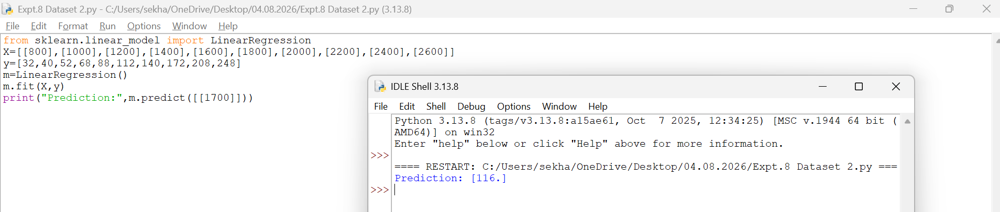 Expt.8 Dataset 2.py - C:/Users/sekha/OneDrive/Desktop/04.08.2026/Expt.8 Dataset 2.py (3.13.8)
File Edit Format Run Options Window Help
from sklearn.linear_model import LinearRegression
X=[[800],[1000],[1200],[1400],[1600],[1800],[2000],[2200],[2400],[2600]]
y=[32,40,52,68,88,112,140,172,208,248]
m=LinearRegression()
m.fit(X,y)
print("Prediction:",m.predict([[1700]]))
IDLE Shell 3.13.8
File Edit Shell Debug Options Window Help
Python 3.13.8 (tags/v3.13.8:a15ae61, Oct  7 2025, 12:34:25) [MSC v.1944 64 bit (
AMD64)] on win32
Enter "help" below or click "Help" above for more information.
>>>
==== RESTART: C:/Users/sekha/OneDrive/Desktop/04.08.2026/Expt.8 Dataset 2.py ===
Prediction: [116.]
>>>